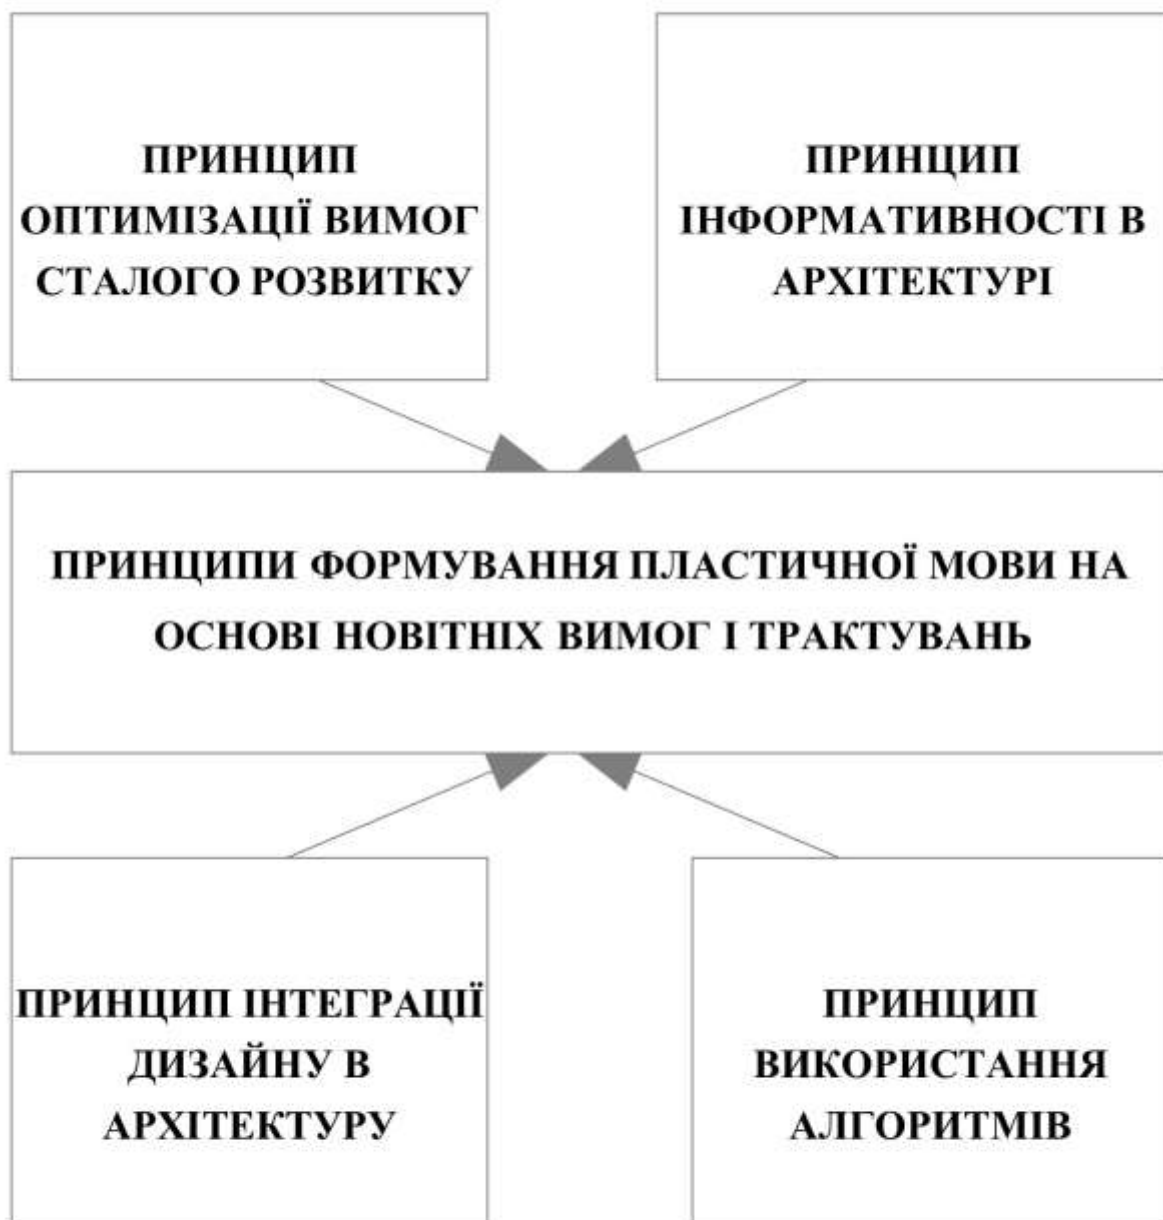 ПРИНЦИП
ОПТИМІЗАЦІЇ ВИМОГ
СТАЛОГО РОЗВИТКУ
ПРИНЦИП
ІНФОРМАТИВНОСТІ В
АРХІТЕКТУРІ
ПРИНЦИПИ ФОРМУВАННЯ ПЛАСТИЧНОЇ МОВИ НА
ОСНОВІ НОВІТНІХ ВИМОГ І ТРАКТУВАНЬ
ПРИНЦИП ІНТЕГРАЦІЇ
ДИЗАЙНУ В
АРХІТЕКТУРУ
ПРИНЦИП
ВИКОРИСТАННЯ
АЛГОРИТМІВ